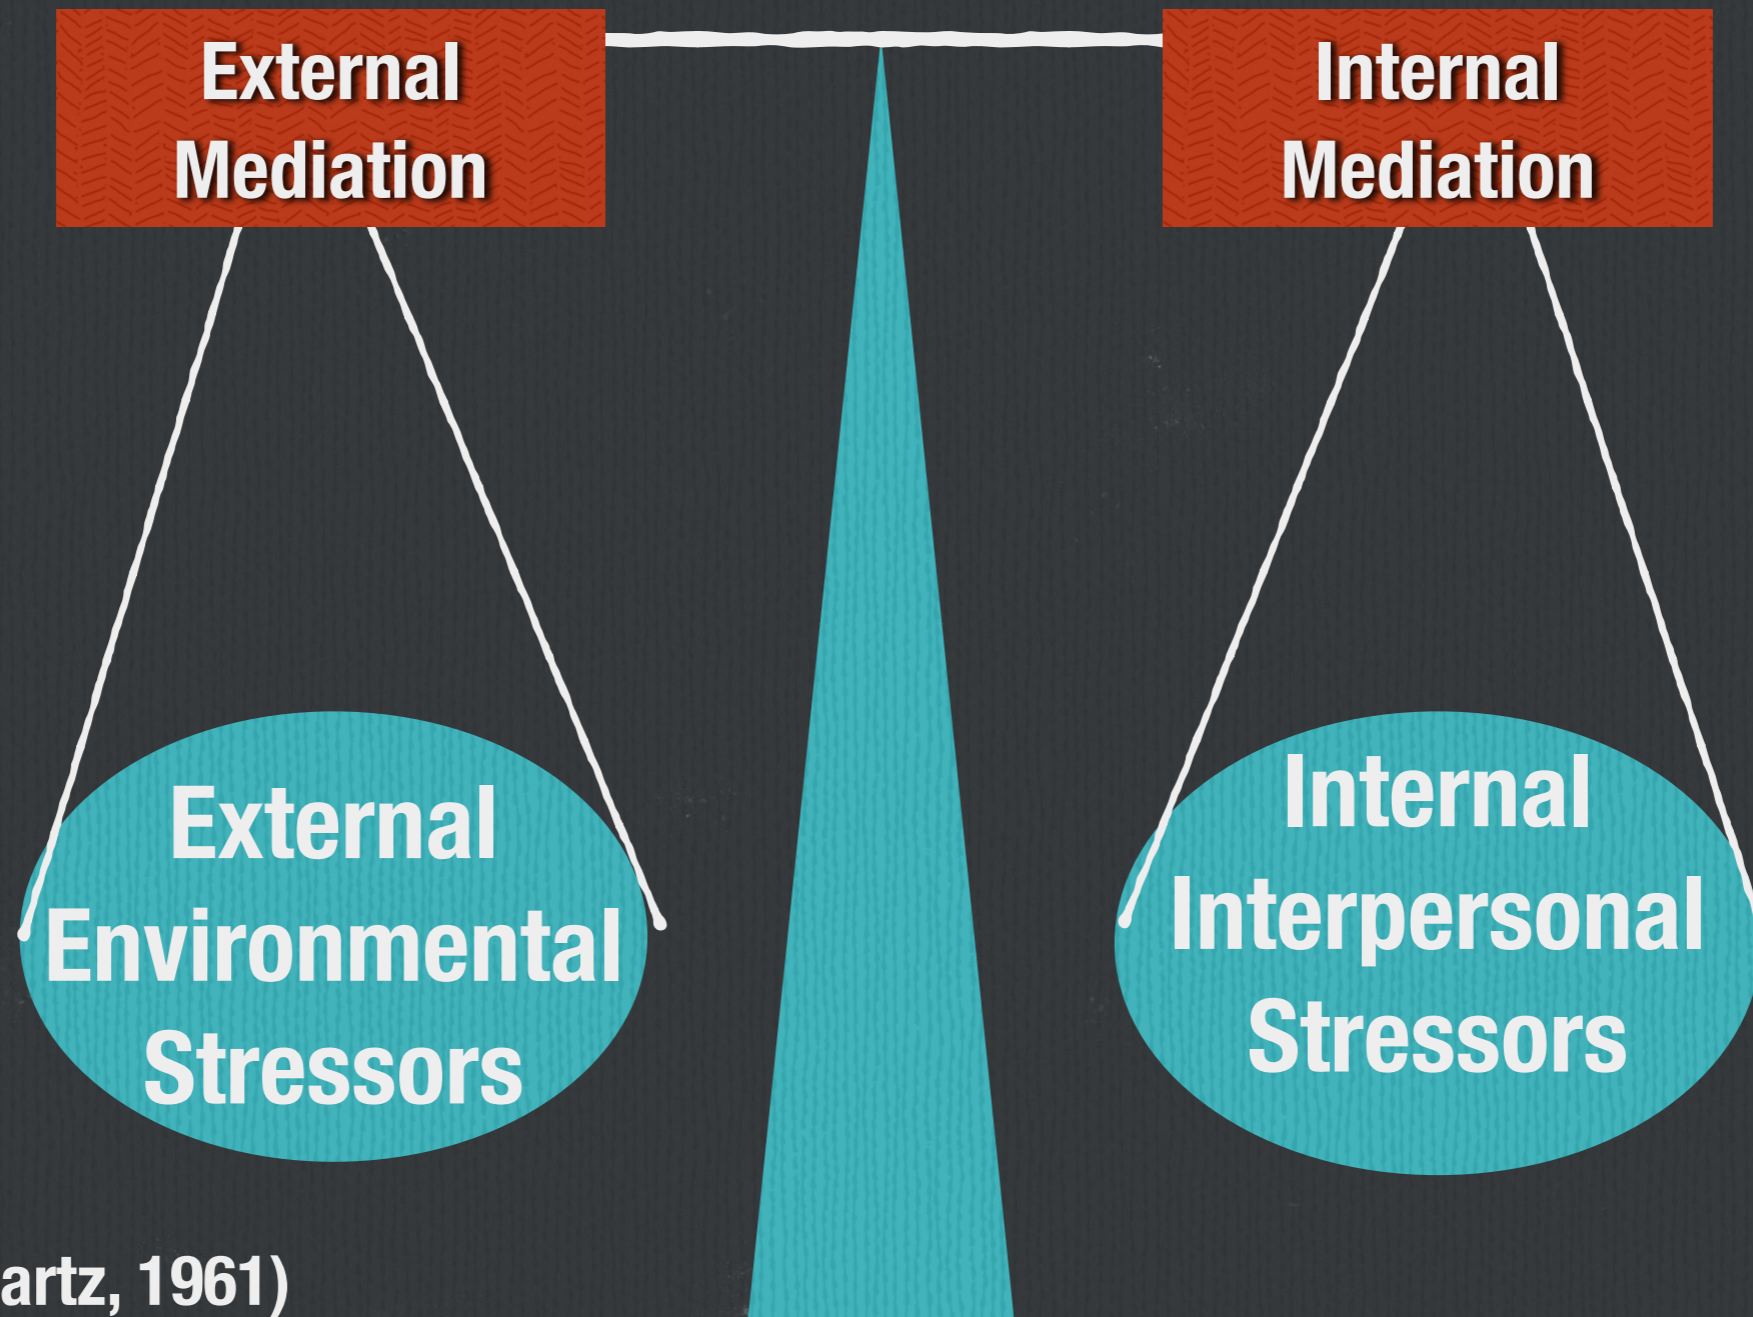 External
Mediation
Internal
Mediation
External
Environmental
Stressors
Internal
Interpersonal
Stressors
artz, 1961)